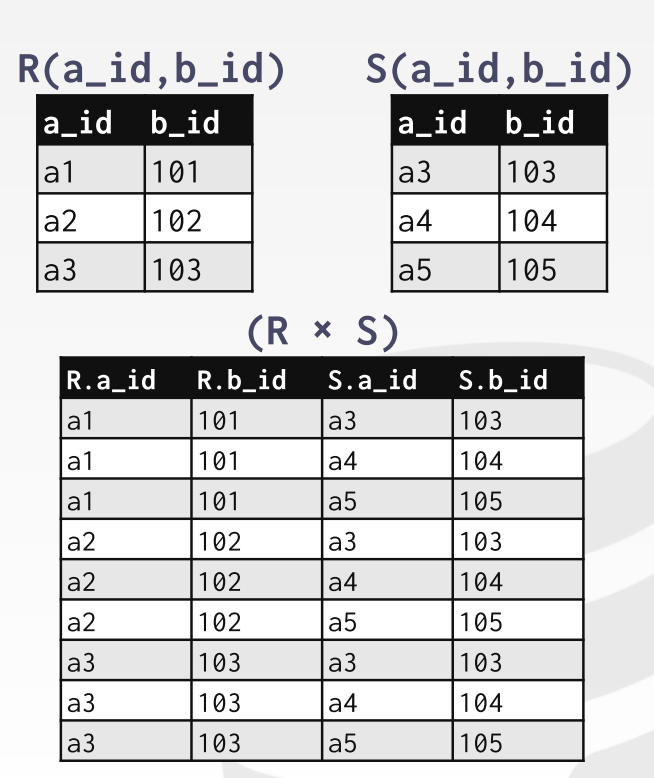 R(a_id,b_id) S(a_id,b_id)
a_id b_id a_id b_id
a1 101 a3 103
a2 102 a4 104
a3 103 a5 105
(R × S)
R.a_id R.b_id S.a_id S.b_id
a1 101 a3 103
a1 101 a4 104
a1 101 a5 105
a2 102 a3 103
a2 102 a4 104
a2 102 a5 105
a3 103 a3 103
a3 103 a4 104
a3 103 a5 105